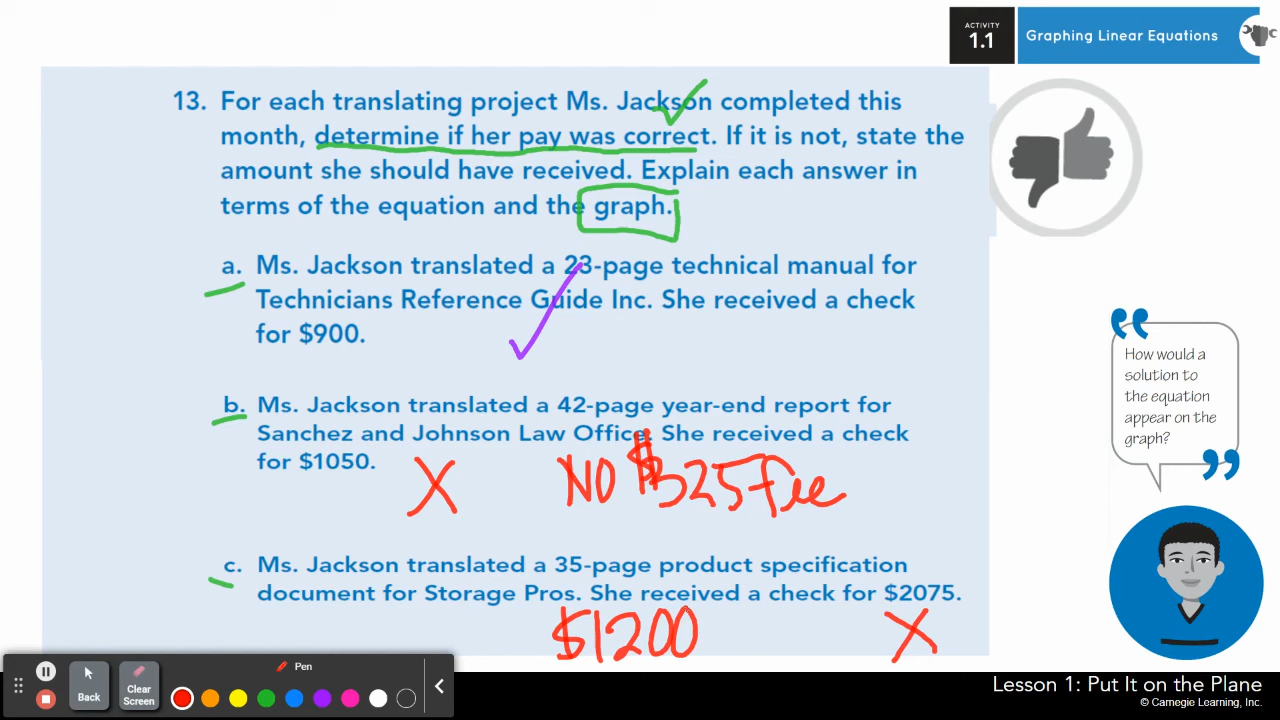 ACTIVITY
1.1
Graphing Linear Equations
13. For each translating project Ms. Jackson completed this
month, determine if her pay was correct. If it is not, state the
amount she should have received. Explain each answer in
terms of the equation and the graph.
a. Ms. Jackson translated a 23-page technical manual for
Technicians Reference Guide Inc. She received a check
for $900.
b. Ms. Jackson translated a 42-page year-end report for
Sanchez and Johnson Law Office. She received a check
for $1050.
X NO $325 Fee
c. Ms. Jackson translated a 35-page product specification
document for Storage Pros. She received a check for $2075.
$1200 X
How would a
solution to
the equation
appear on the
graph?
Back
Clear
Screen
Pen
Lesson 1: Put It on the Plane
© Carnegie Learning, Inc.